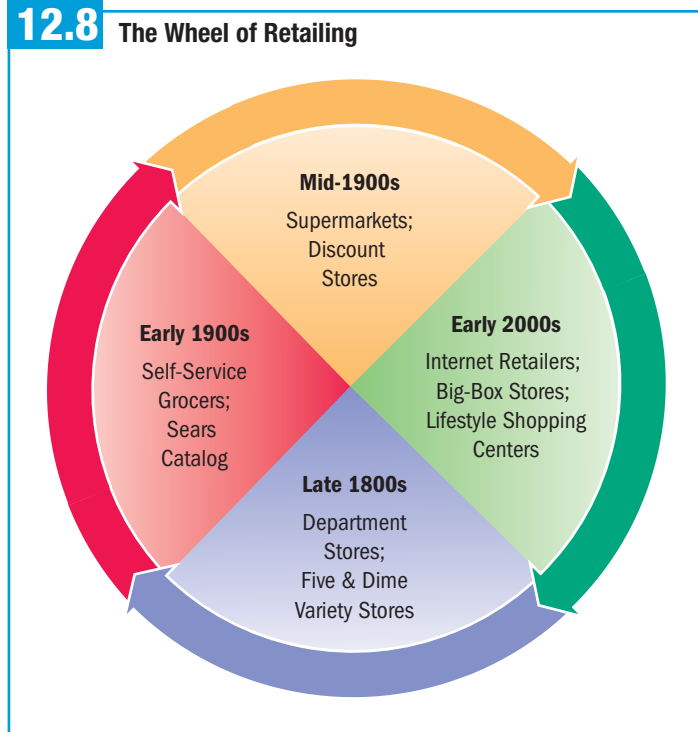 12.8 The Wheel of Retailing
Mid-1900s
Supermarkets;
Discount
Stores
Early 1900s
Self-Service
Grocers;
Sears
Catalog
Early 2000s
Internet Retailers;
Big-Box Stores;
Lifestyle Shopping
Centers
Late 1800s
Department
Stores;
Five & Dime
Variety Stores